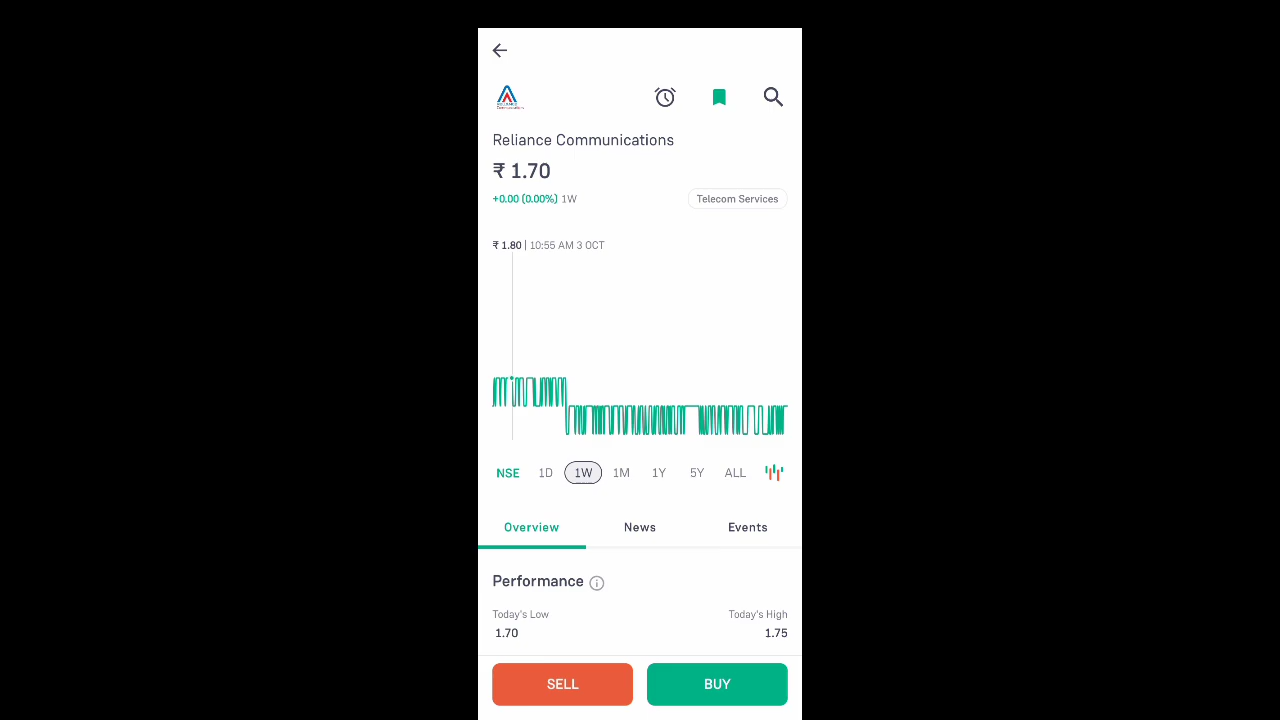 RELIANCE
Communications
Reliance Communications
₹ 1.70
+0.00 (0.00%) 1W
Telecom Services
₹ 1.80 | 10:55 AM 3 OCT
NSE 1D 1W 1M 1Y 5Y ALL
Overview News Events
Performance
Today's Low Today's High
1.70 1.75
SELL BUY